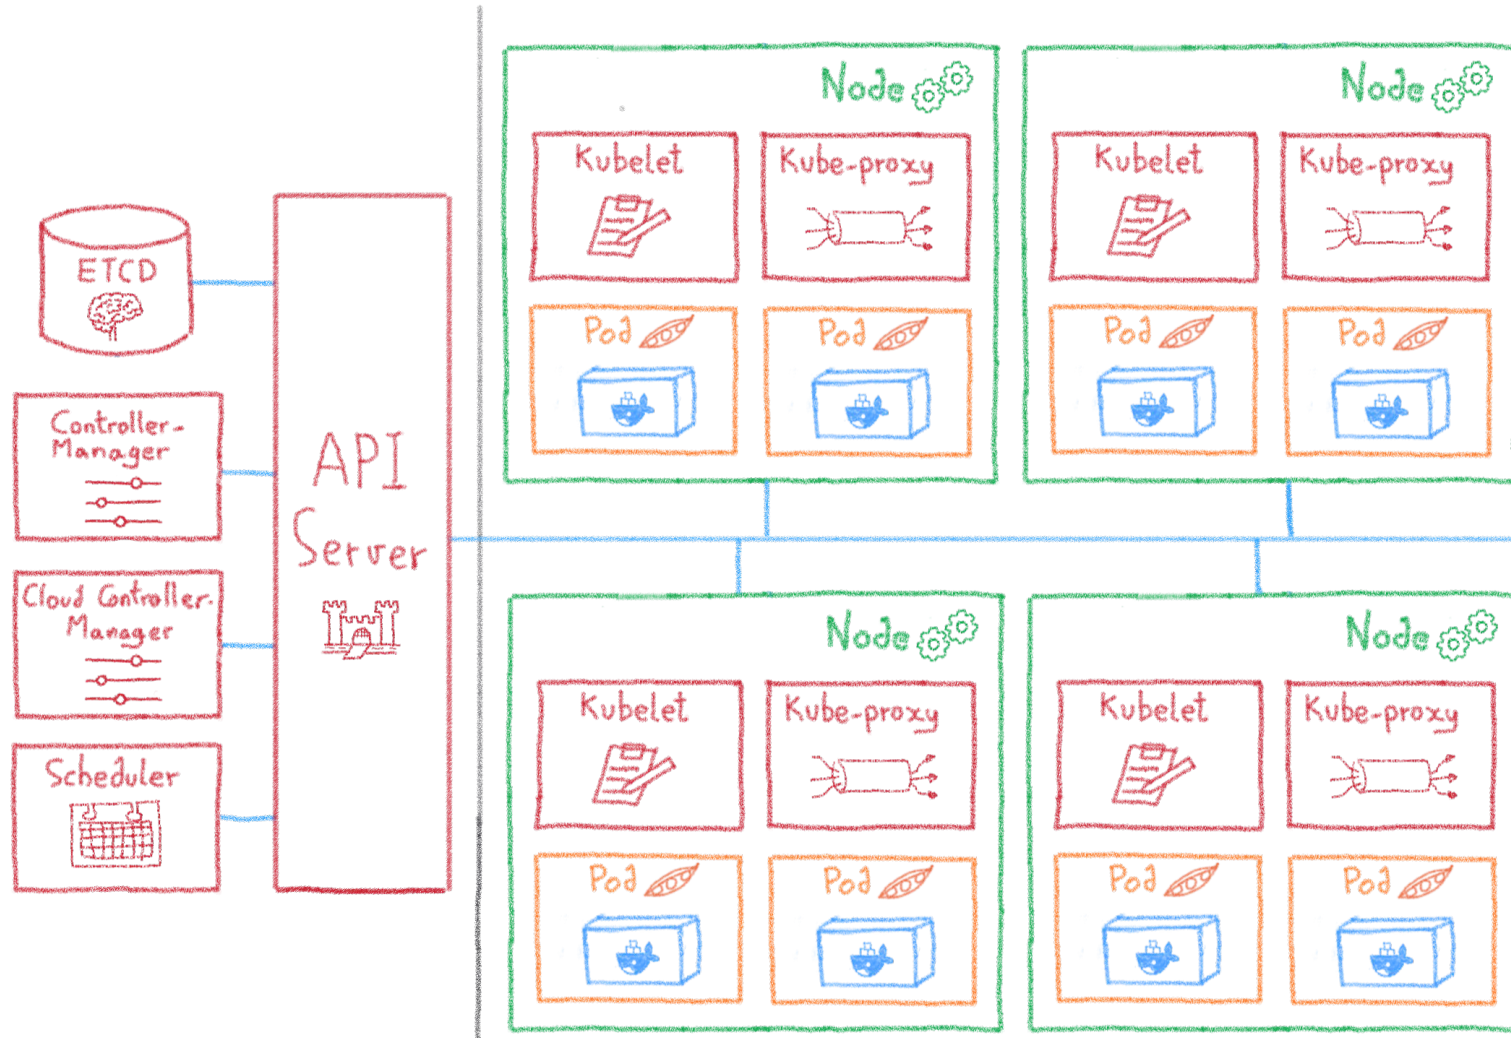 ETCD
Controller-
Manager
Cloud Controller-
Manager
Scheduler
API
Server
Node
Kubelet
Kube-proxy
Pod
Pod
Node
Kubelet
Kube-proxy
Pod
Pod
Node
Kubelet
Kube-proxy
Pod
Pod
Node
Kubelet
Kube-proxy
Pod
Pod